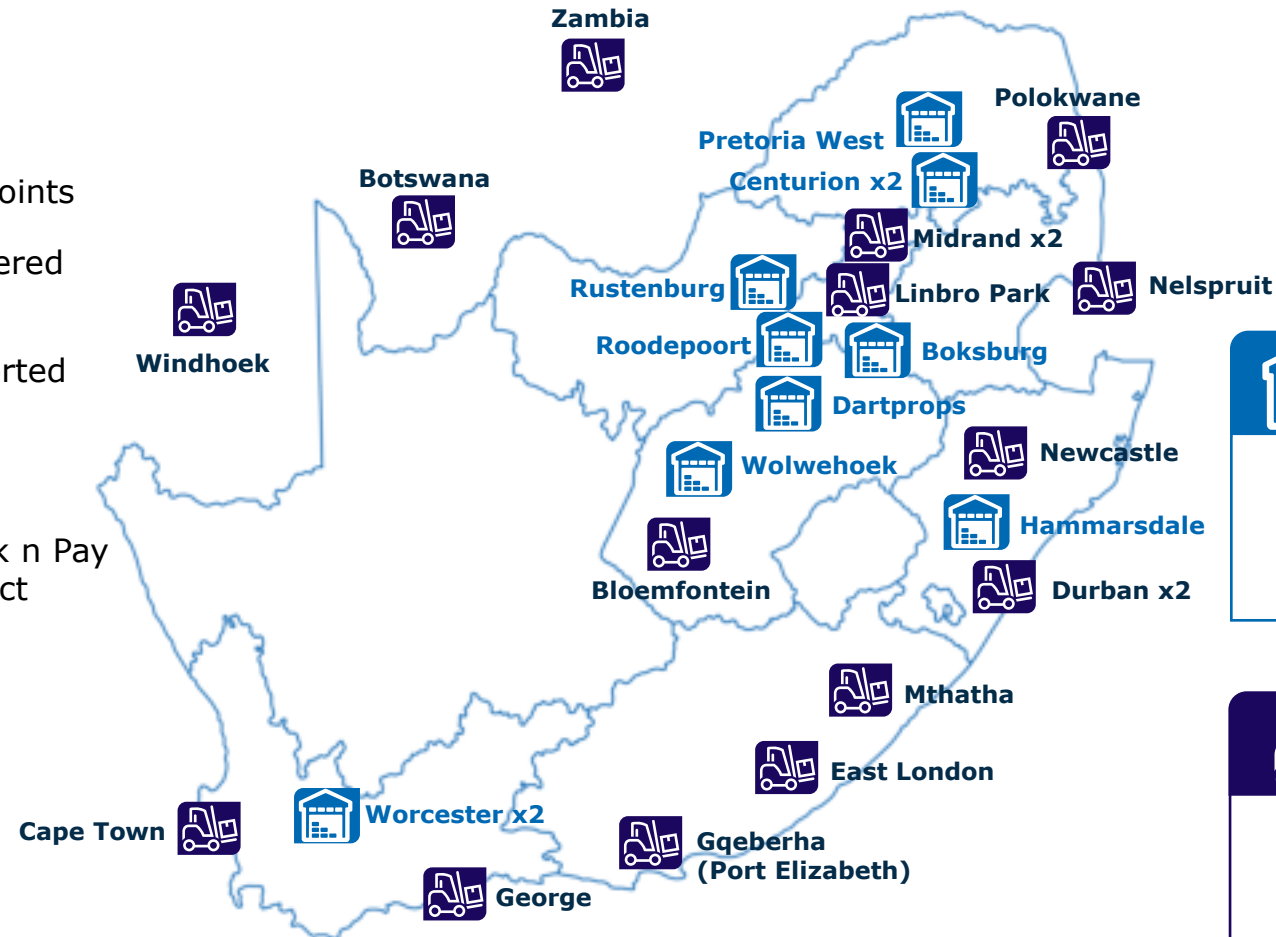 Zambia
Polokwane
Pretoria West
oints
Botswana
Centurion x2
Midrand x2
ered
Rustenburg
Linbro Park
Nelspruit
Roodepoort
Boksburg
Windhoek
rted
Dartprops
Newcastle
Wolwehoek
Hammarsdale
k n Pay
Bloemfontein
Durban x2
ct
Mthatha
East London
Worcester x2
Cape Town
Gqeberha
(Port Elizabeth)
George